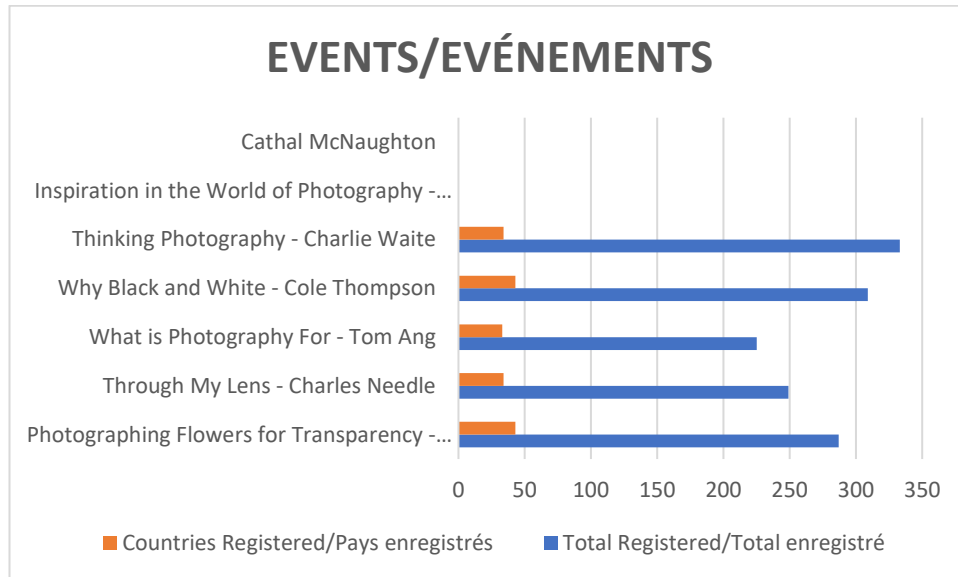 EVENTS/EVÉNEMENTS
Cathal McNaughton
Inspiration in the World of Photography -...
Thinking Photography - Charlie Waite
Why Black and White - Cole Thompson
What is Photography For - Tom Ang
Through My Lens - Charles Needle
Photographing Flowers for Transparency -...
0 50 100 150 200 250 300 350
Countries Registered/Pays enregistrés Total Registered/Total enregistré